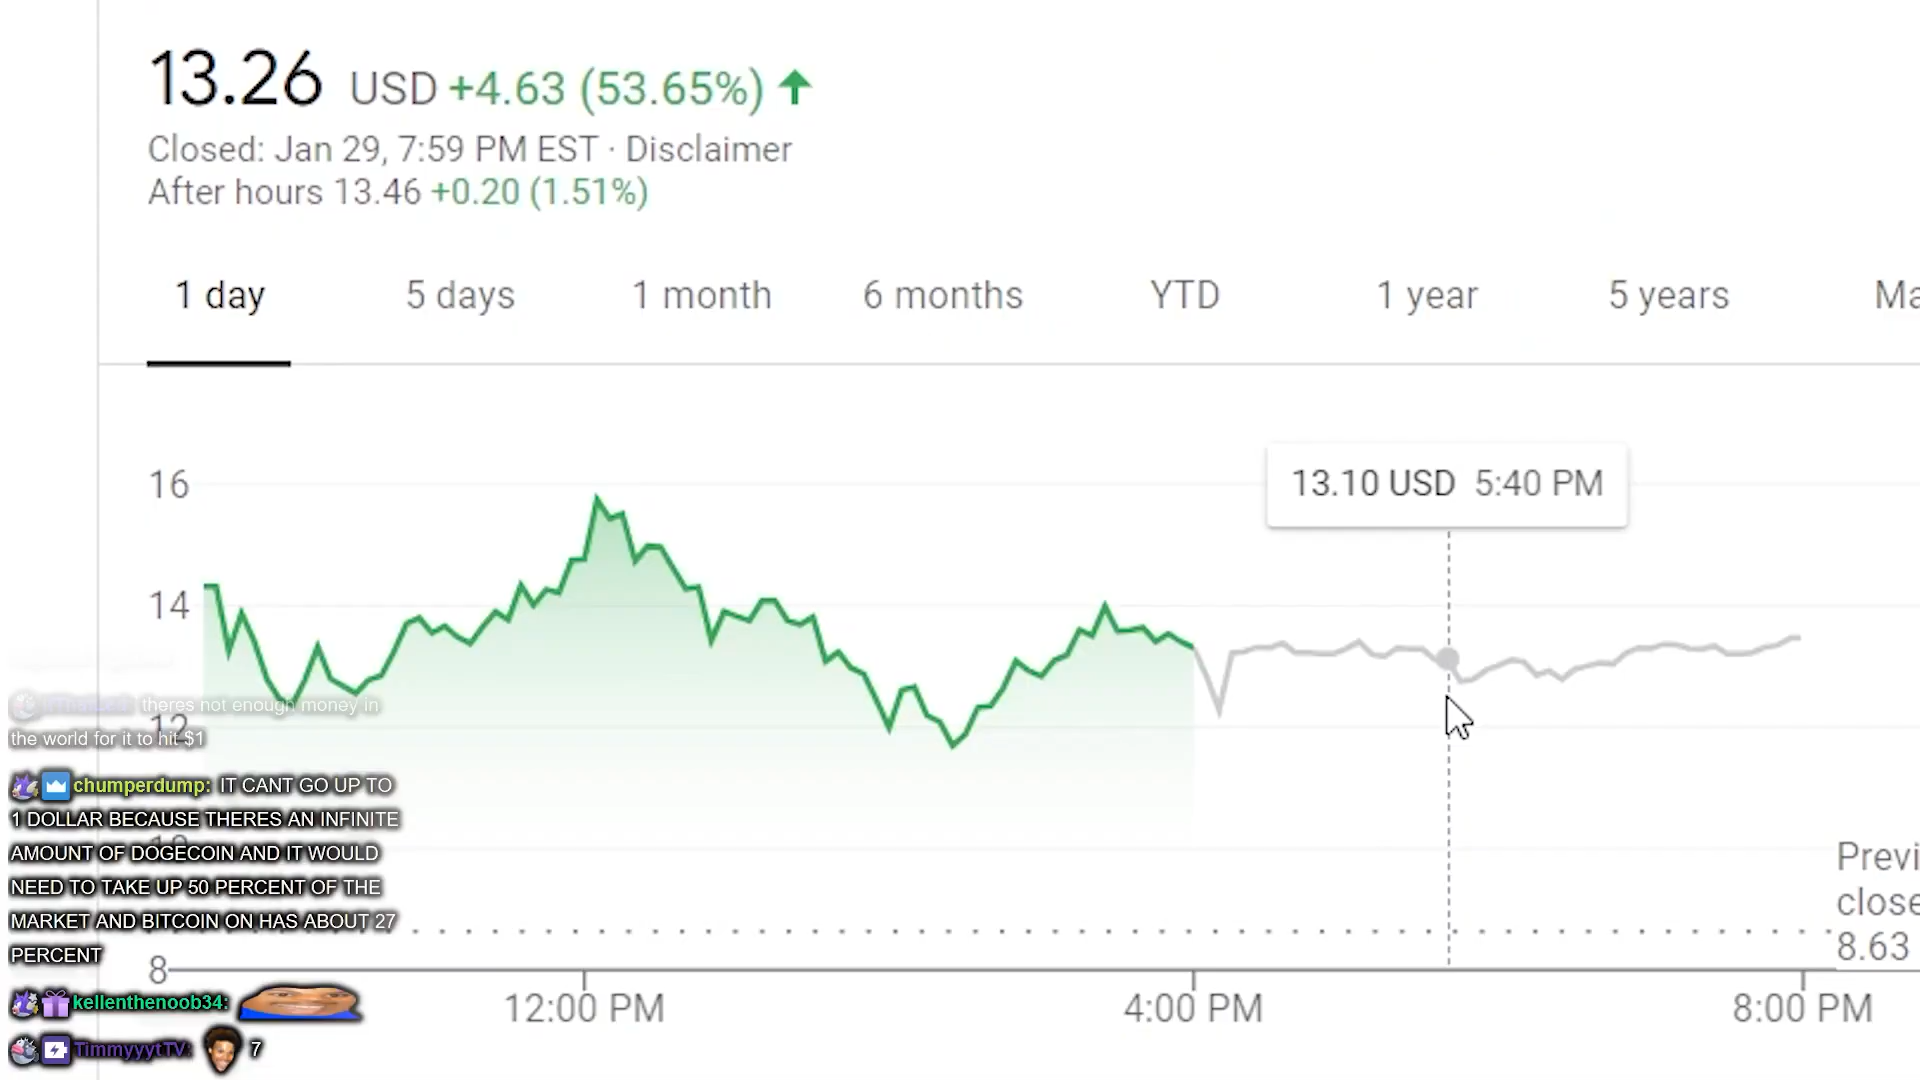 13.26 USD +4.63 (53.65%)
Closed: Jan 29, 7:59 PM EST · Disclaimer
After hours 13.46 +0.20 (1.51%)
1 day 5 days 1 month 6 months YTD 1 year 5 years Ma
13.10 USD 5:40 PM
16
14
12
10
8
12:00 PM 4:00 PM 8:00 PM
Previ
close
8.63
theres not enough money in
the world for it to hit $1
chumperdump: IT CANT GO UP TO
1 DOLLAR BECAUSE THERES AN INFINITE
AMOUNT OF DOGECOIN AND IT WOULD
NEED TO TAKE UP 50 PERCENT OF THE
MARKET AND BITCOIN ON HAS ABOUT 27
PERCENT
kellenthenoob34:
TimmyyytTV: 7